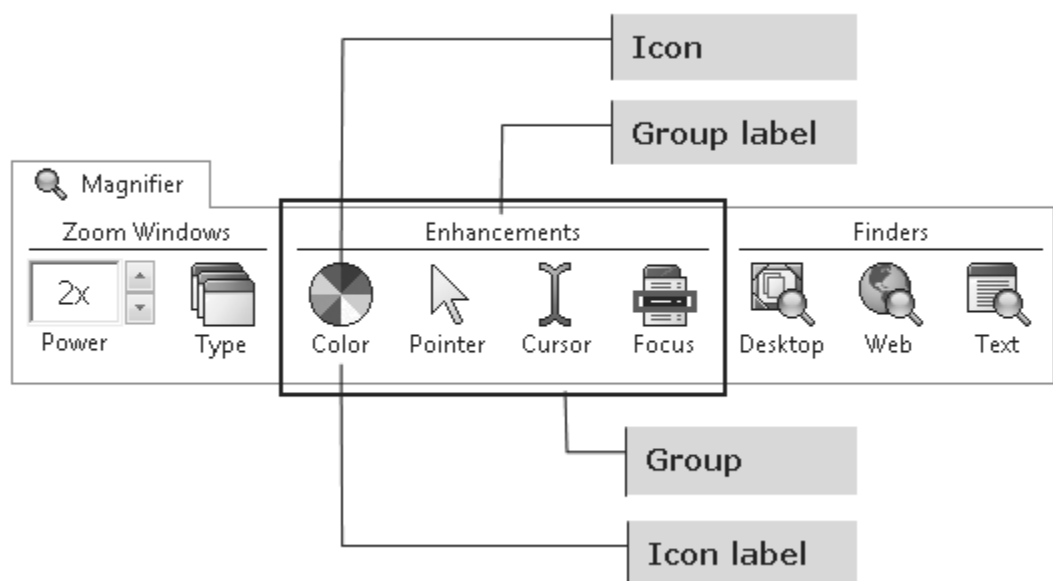 Icon
Group label
Magnifier
Zoom Windows Enhancements Finders
2x
Power Type Color Pointer Cursor Focus Desktop Web Text
Group
Icon label